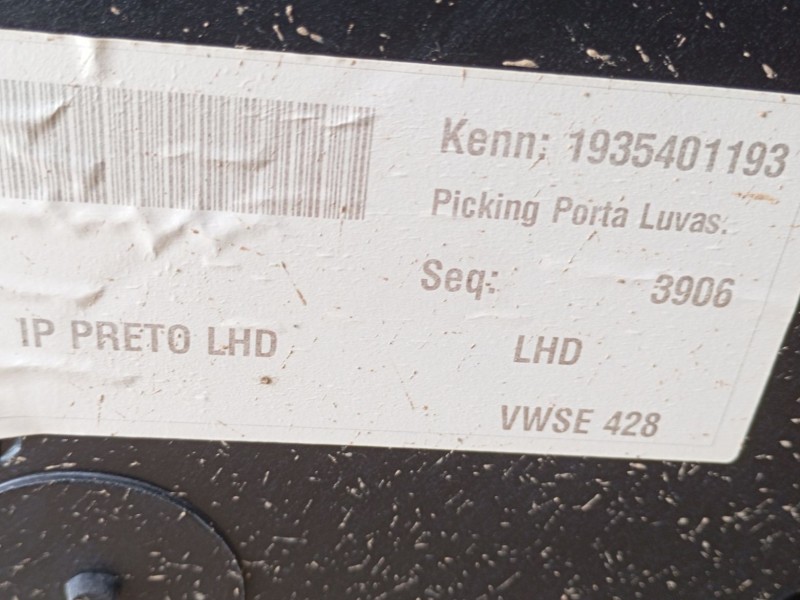 Kenn: 1935401193
Picking Porta Luvas:
Seq: 3906
IP PRETO LHD LHD
VWSE 428